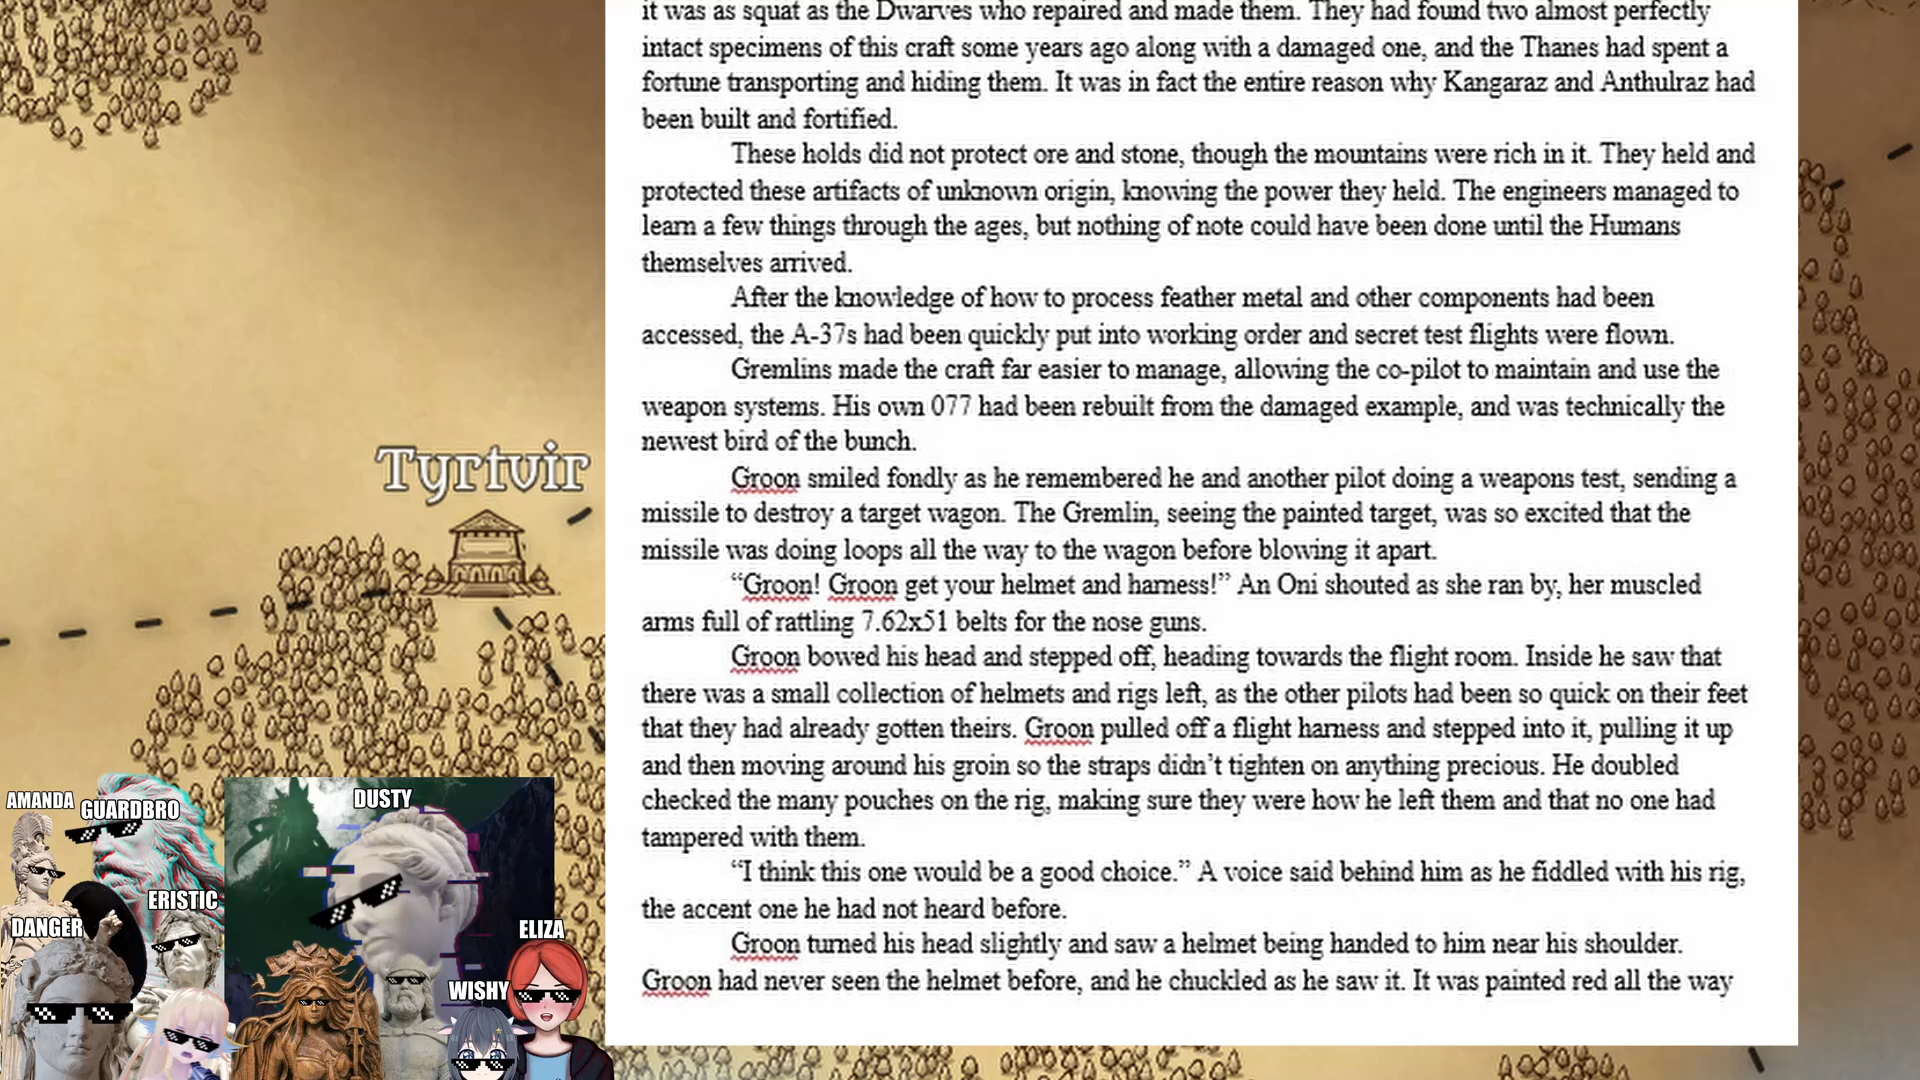 it was as squat as the Dwarves who repaired and made them. They had found two almost perfectly
intact specimens of this craft some years ago along with a damaged one, and the Thanes had spent a
fortune transporting and hiding them. It was in fact the entire reason why Kangaraz and Anthulraz had
been built and fortified.
These holds did not protect ore and stone, though the mountains were rich in it. They held and
protected these artifacts of unknown origin, knowing the power they held. The engineers managed to
learn a few things through the ages, but nothing of note could have been done until the Humans
themselves arrived.
After the knowledge of how to process feather metal and other components had been
accessed, the A-37s had been quickly put into working order and secret test flights were flown.
Gremlins made the craft far easier to manage, allowing the co-pilot to maintain and use the
weapon systems. His own 077 had been rebuilt from the damaged example, and was technically the
newest bird of the bunch.
Groon smiled fondly as he remembered he and another pilot doing a weapons test, sending a
missile to destroy a target wagon. The Gremlin, seeing the painted target, was so excited that the
missile was doing loops all the way to the wagon before blowing it apart.
“Groon! Groon get your helmet and harness!” An Oni shouted as she ran by, her muscled
arms full of rattling 7.62x51 belts for the nose guns.
Groon bowed his head and stepped off, heading towards the flight room. Inside he saw that
there was a small collection of helmets and rigs left, as the other pilots had been so quick on their feet
that they had already gotten theirs. Groon pulled off a flight harness and stepped into it, pulling it up
and then moving around his groin so the straps didn’t tighten on anything precious. He doubled
checked the many pouches on the rig, making sure they were how he left them and that no one had
tampered with them.
“I think this one would be a good choice.” A voice said behind him as he fiddled with his rig,
the accent one he had not heard before.
Groon turned his head slightly and saw a helmet being handed to him near his shoulder.
Groon had never seen the helmet before, and he chuckled as he saw it. It was painted red all the way
Tyrtvir
AMANDA
GUARDBRO
DUSTY
ERISTIC
DANGER
ELIZA
WISHY